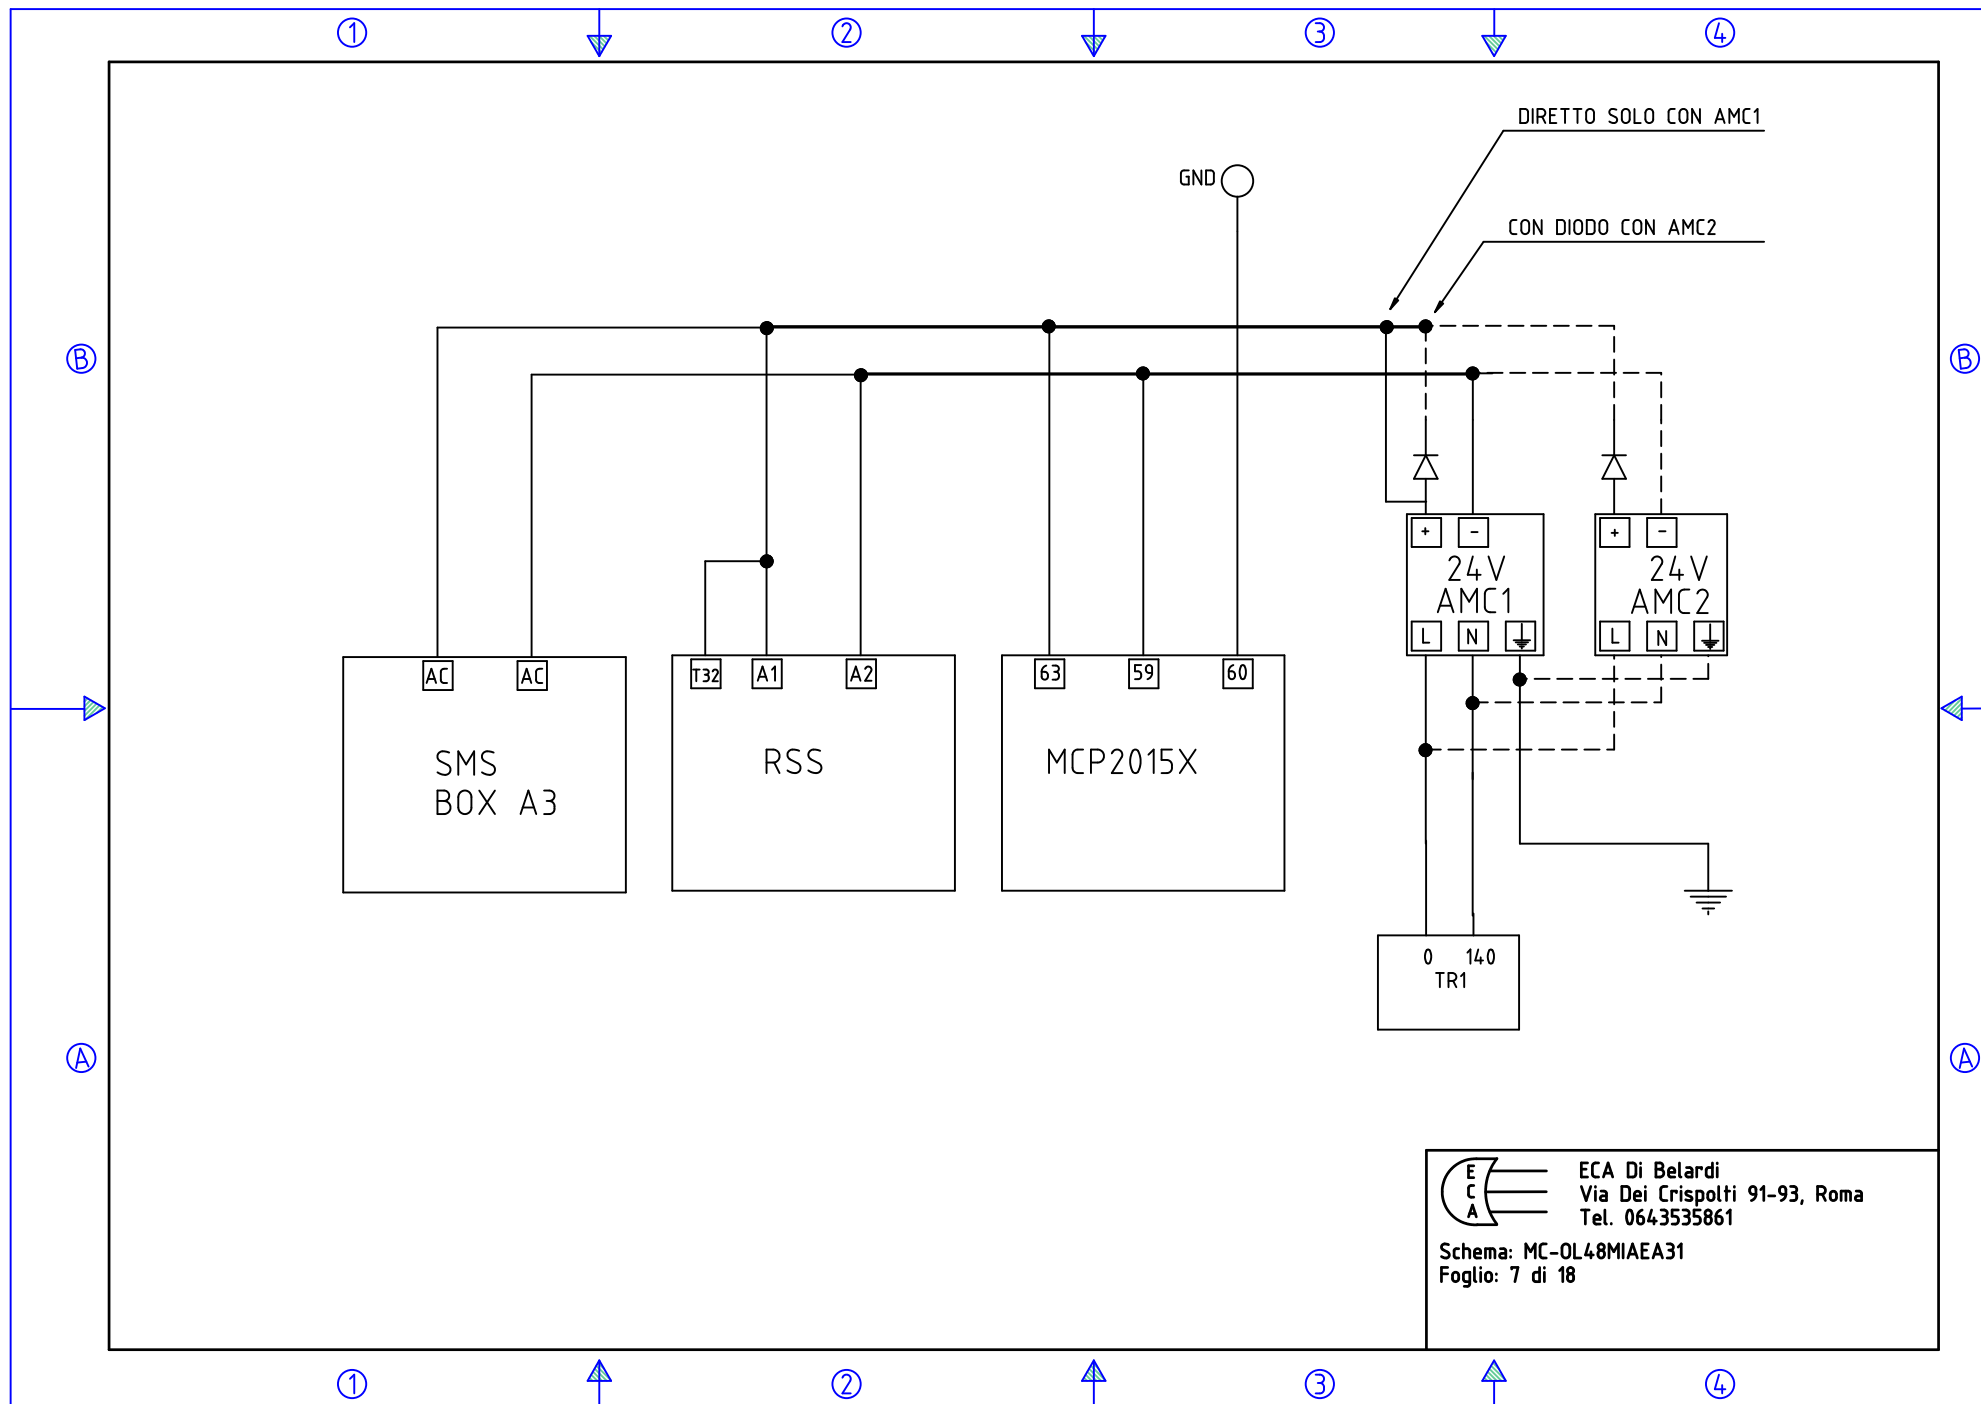 1 2 3 4
DIRETTO SOLO CON AMC1
GND
CON DIODO CON AMC2
B B
+ - + -
24V 24V
AMC1 AMC2
L N L N
AC AC T32 A1 A2 63 59 60
SMS
BOX A3
RSS
MCP2015X
0 140
TR1
A A
E
C
A
ECA Di Belardi
Via Dei Crispolti 91-93, Roma
Tel. 0643535861
Schema: MC-OL48MIAEA31
Foglio: 7 di 18
1 2 3 4